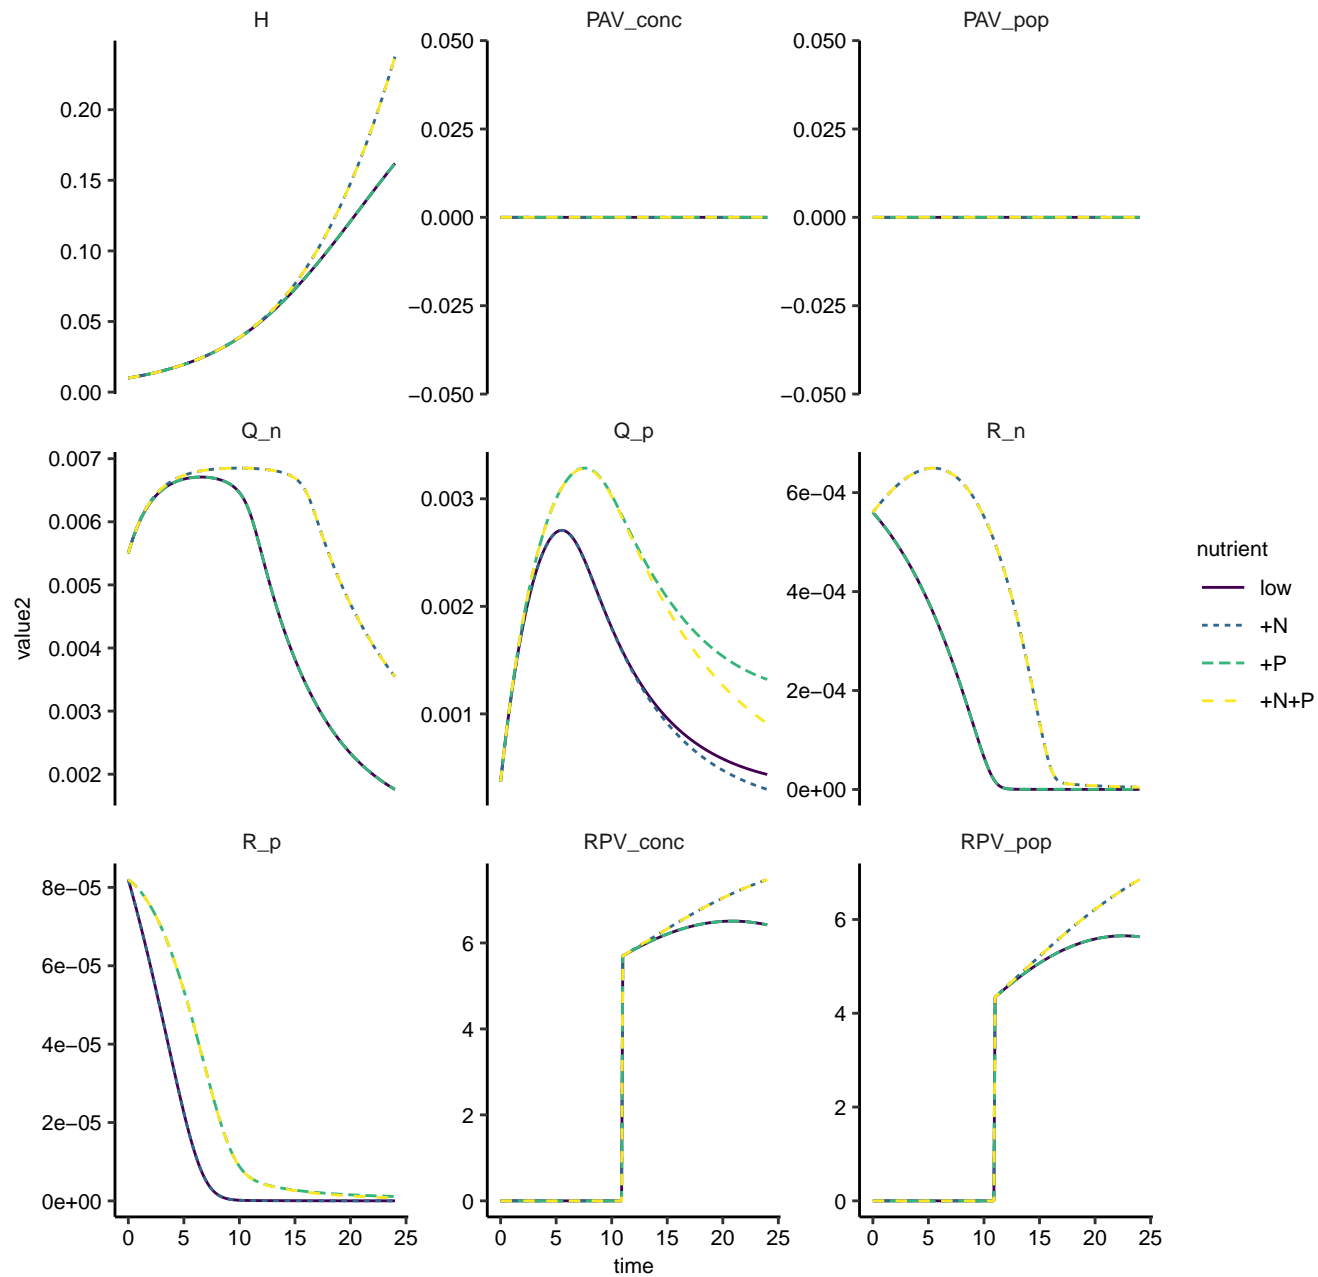 H
PAV_conc
PAV_pop
0.20
0.15
0.10
0.05
0.00
0.050
0.025
0.000
−0.025
−0.050
0.050
0.025
0.000
−0.025
−0.050
Q_n
Q_p
R_n
0.007
0.006
0.005
0.004
0.003
0.002
0.003
0.002
0.001
6e−04
4e−04
2e−04
0e+00
value2
nutrient
low
+N
+P
+N+P
R_p
RPV_conc
RPV_pop
8e−05
6e−05
4e−05
2e−05
0e+00
6
4
2
0
6
4
2
0
0 5 10 15 20 25
0 5 10 15 20 25
0 5 10 15 20 25
time